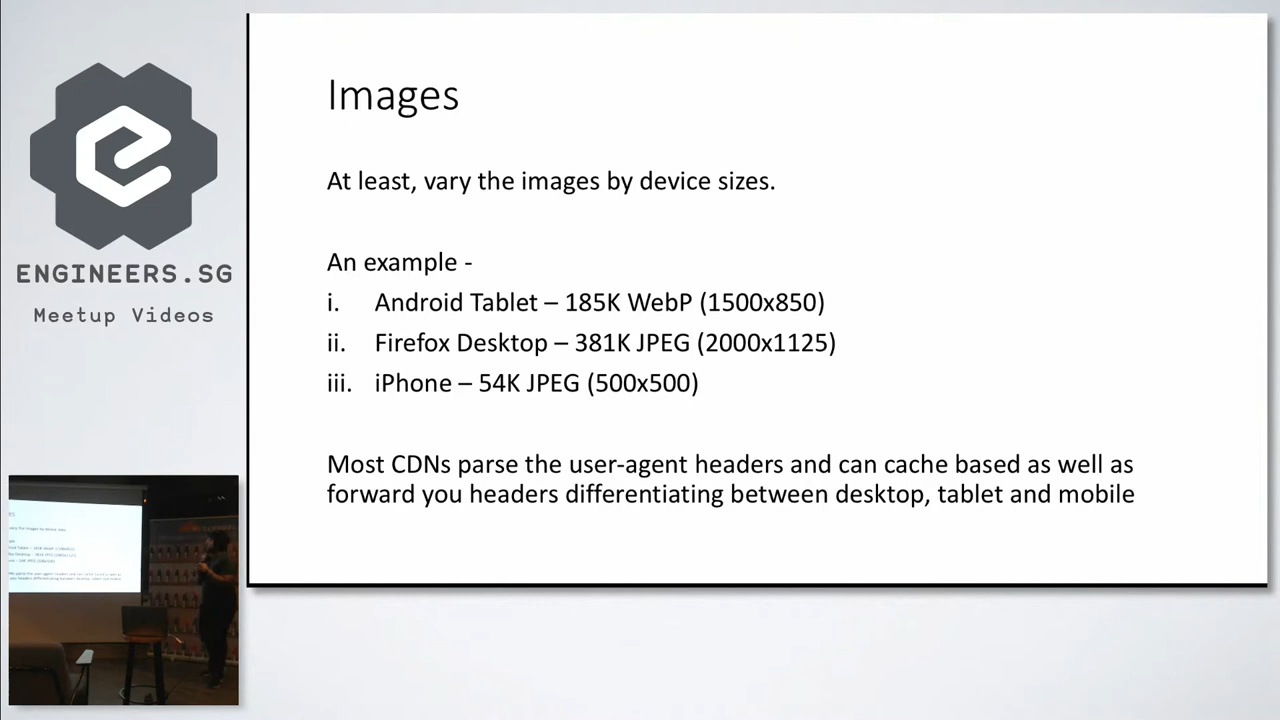 ENGINEERS.SG
Meetup Videos
Images
At least, vary the images by device sizes.
An example -
i. Android Tablet – 185K WebP (1500x850)
ii. Firefox Desktop – 381K JPEG (2000x1125)
iii. iPhone – 54K JPEG (500x500)
Most CDNs parse the user-agent headers and can cache based as well as
forward you headers differentiating between desktop, tablet and mobile